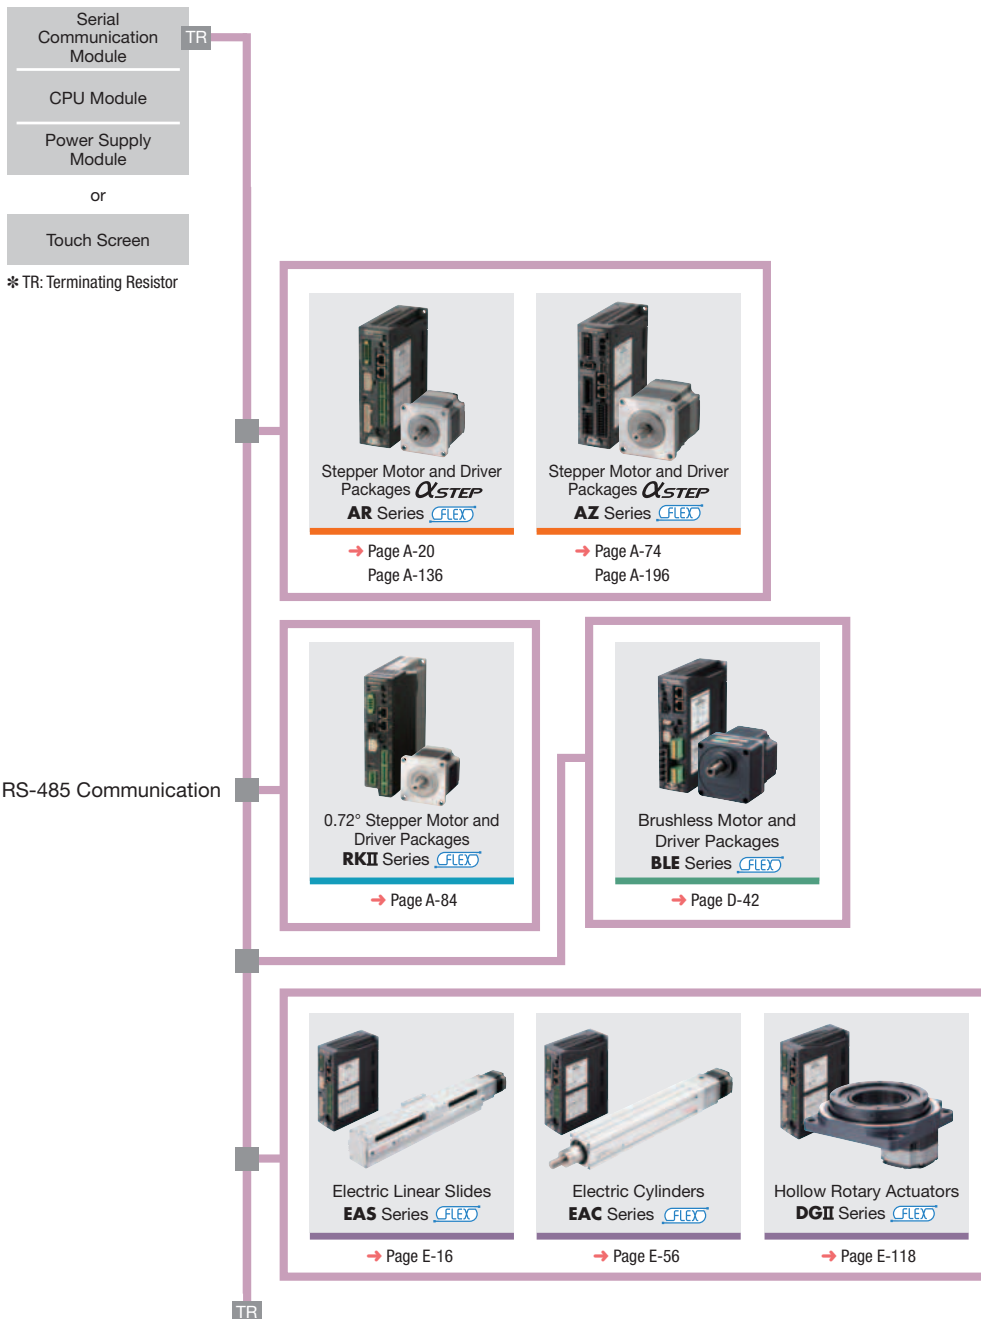 Serial
Communication
Module
TR
CPU Module
Power Supply
Module
or
Touch Screen
✻ TR: Terminating Resistor
Stepper Motor and Driver
Packages αSTEP
AR Series FLEX
→ Page A-20
Page A-136
Stepper Motor and Driver
Packages αSTEP
AZ Series FLEX
→ Page A-74
Page A-196
RS-485 Communication
0.72° Stepper Motor and
Driver Packages
RKII Series FLEX
→ Page A-84
Brushless Motor and
Driver Packages
BLE Series FLEX
→ Page D-42
Electric Linear Slides
EAS Series FLEX
→ Page E-16
Electric Cylinders
EAC Series FLEX
→ Page E-56
Hollow Rotary Actuators
DGII Series FLEX
→ Page E-118
TR